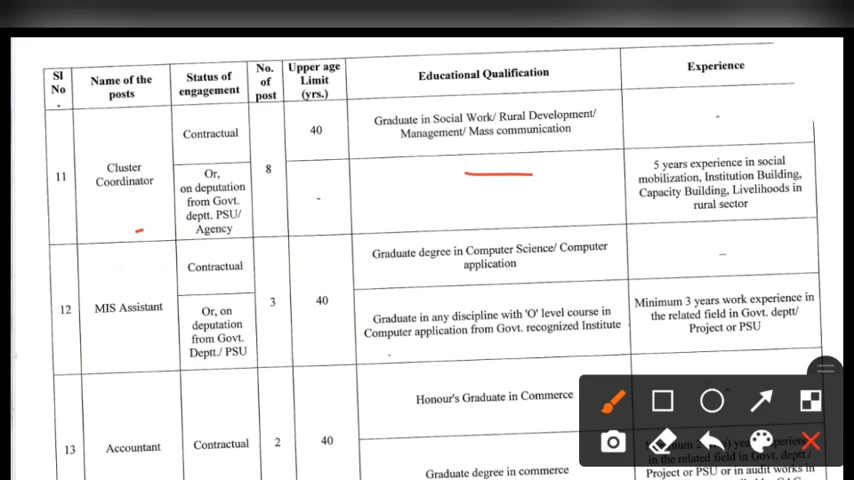 Sl No .
Name of the posts
Status of engagement
No. of post
Upper age Limit (yrs.)
Educational Qualification
Experience
11
Cluster Coordinator
Contractual
8
40
Graduate in Social Work/ Rural Development/
Management/ Mass communication
-
Or,
on deputation
from Govt.
deptt. PSU/
Agency
-
5 years experience in social
mobilization, Institution Building,
Capacity Building, Livelihoods in
rural sector
12
MIS Assistant
Contractual
3
40
Graduate degree in Computer Science/ Computer
application
-
Or, on
deputation
from Govt.
Deptt./ PSU
Graduate in any discipline with 'O' level course in
Computer application from Govt. recognized Institute
Minimum 3 years work experience in
the related field in Govt. deptt/
Project or PSU
13
Accountant
Contractual
2
40
Honour's Graduate in Commerce
Graduate degree in commerce
in the related field in Govt. deptt./
Project or PSU or in audit works in